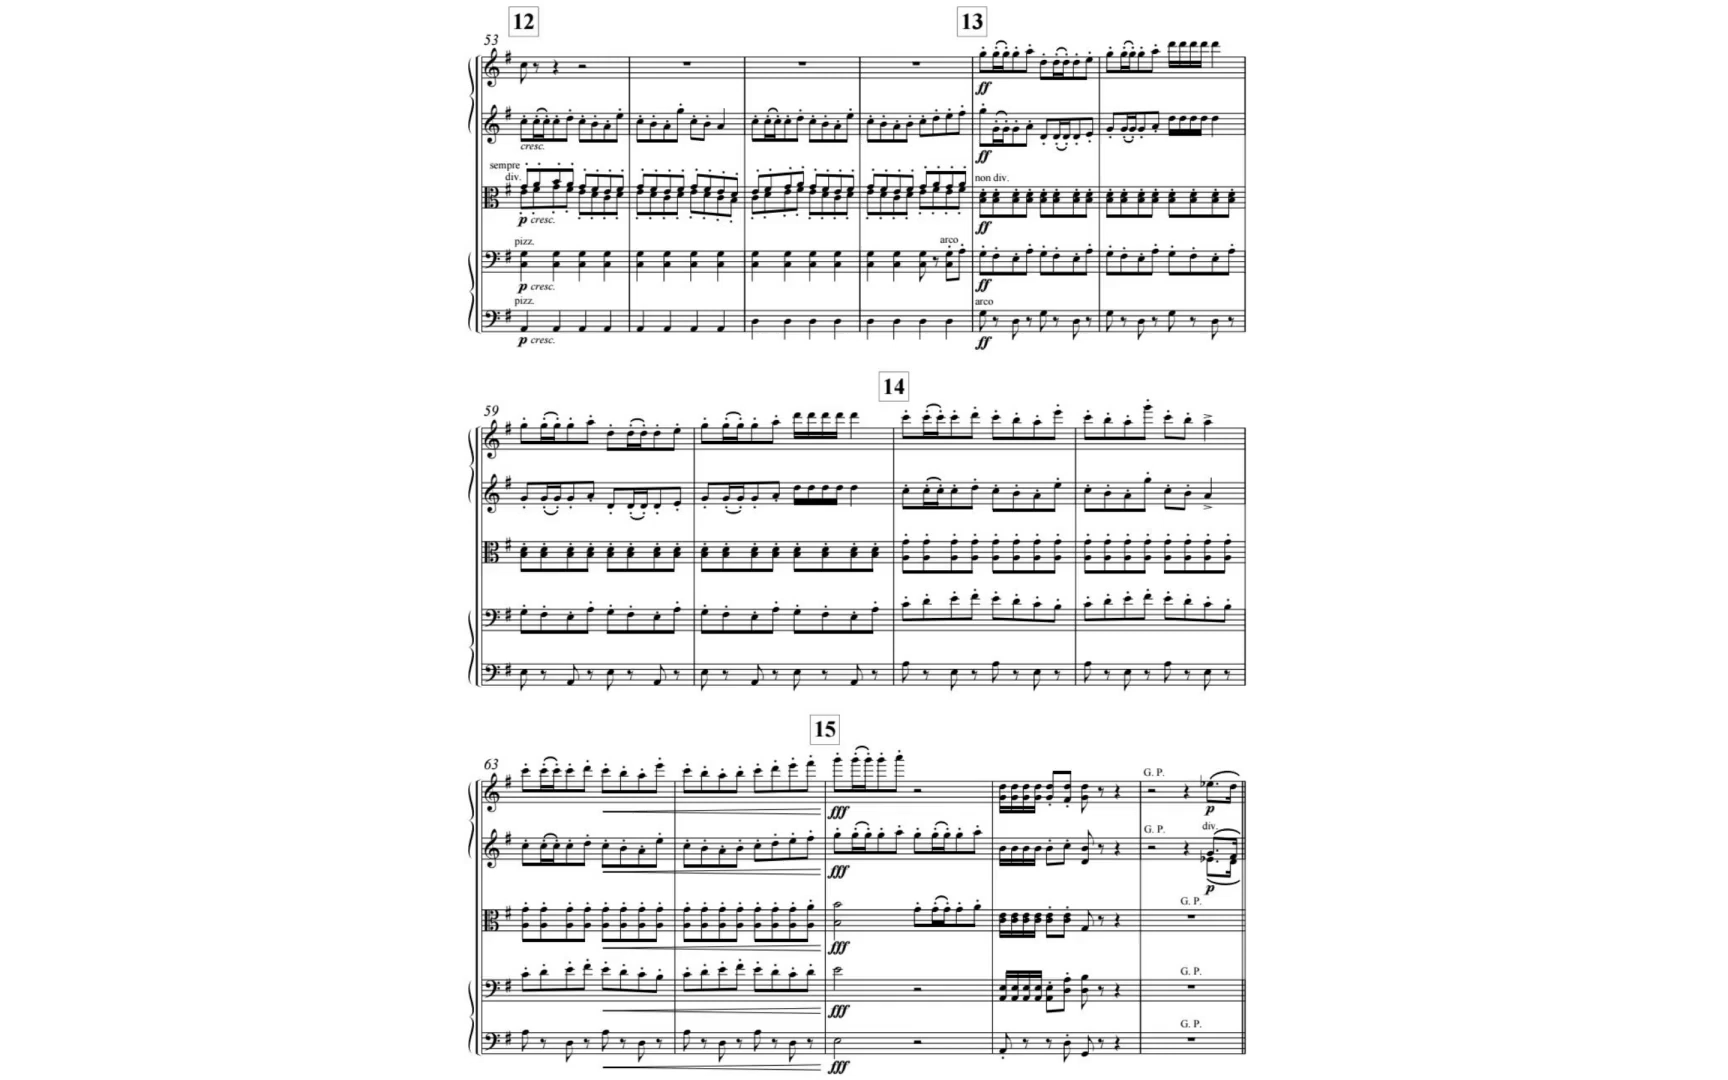 12
13
53
ff
cresc.
ff
sempre
div.
non div.
p cresc.
ff
pizz.
arco
p cresc.
ff
pizz.
arco
p cresc.
ff
14
59
15
63
G. P.
fff
p
G. P.
div.
fff
p
G. P.
fff
G. P.
fff
G. P.
fff